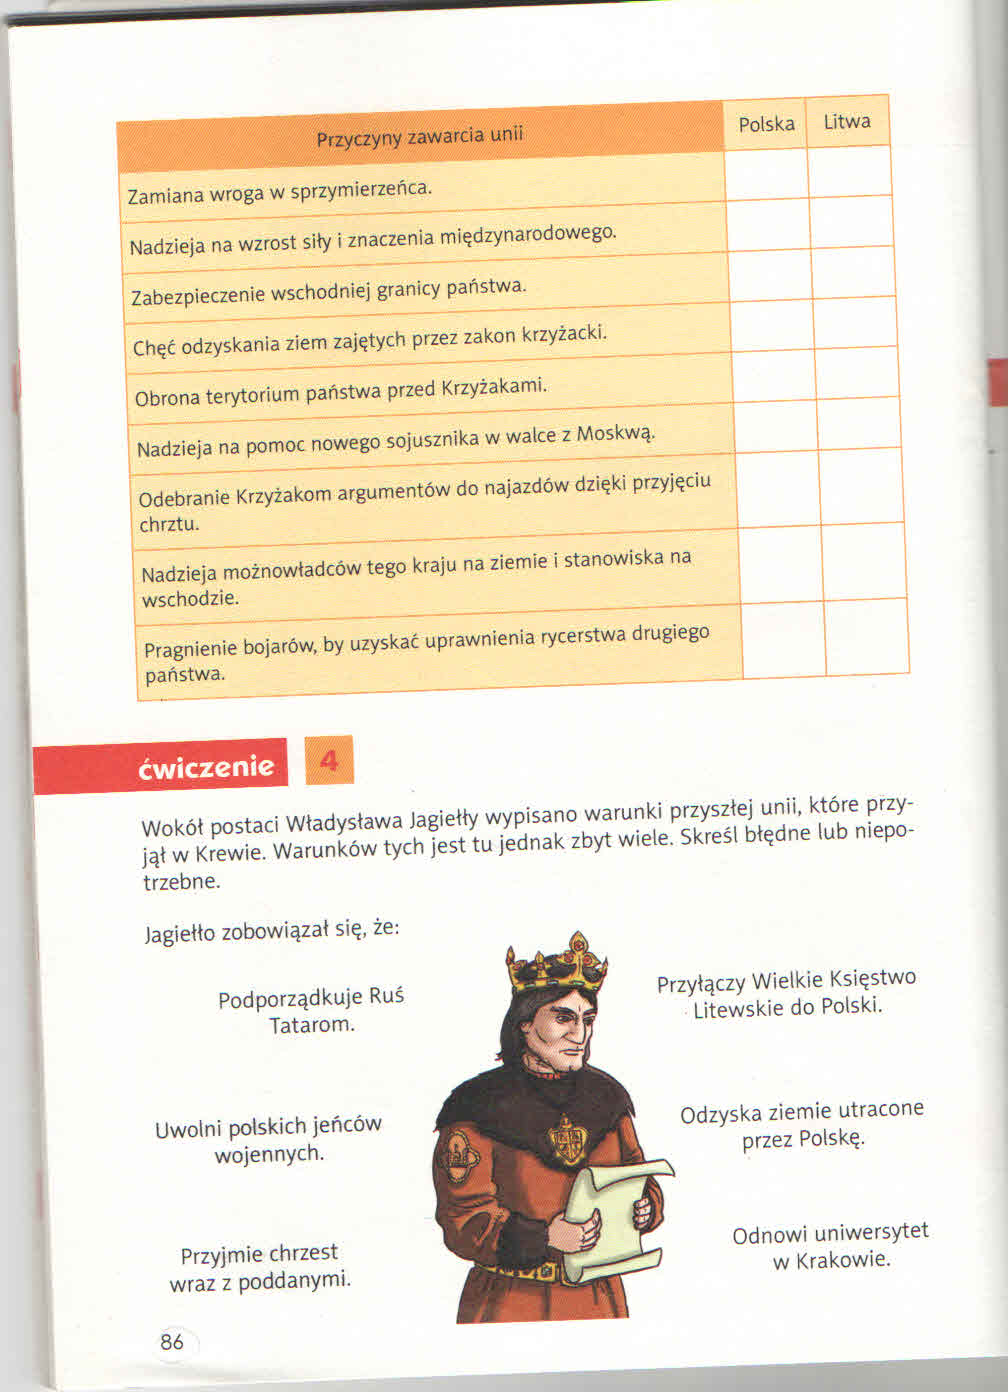 Przyczyny zawarcia unii
Polska
Litwa
Zamiana wroga w sprzymierzeńca.
Nadzieja na wzrost siły i znaczenia międzynarodowego.
Zabezpieczenie wschodniej granicy państwa.
Chęć odzyskania ziem zajętych przez zakon krzyżacki.
Obrona terytorium państwa przed Krzyżakami.
Nadzieja na pomoc nowego sojusznika w walce z Moskwą.
Odebranie Krzyżakom argumentów do najazdów dzięki przyjęciu
chrztu.
Nadzieja możnowładców tego kraju na ziemie i stanowiska na
wschodzie.
Pragnienie bojarów, by uzyskać uprawnienia rycerstwa drugiego
państwa.
ćwiczenie 4
Wokół postaci Władysława Jagiełły wypisano warunki przyszłej unii, które przy-
jął w Krewie. Warunków tych jest tu jednak zbyt wiele. Skreśl błędne lub niepo-
trzebne.
Jagiełło zobowiązał się, że:
Podporządkuje Ruś
Tatarom.
Przyłączy Wielkie Księstwo
Litewskie do Polski.
Uwolni polskich jeńców
wojennych.
Odzyska ziemie utracone
przez Polskę.
Przyjmie chrzest
wraz z poddanymi.
Odnowi uniwersytet
w Krakowie.
86